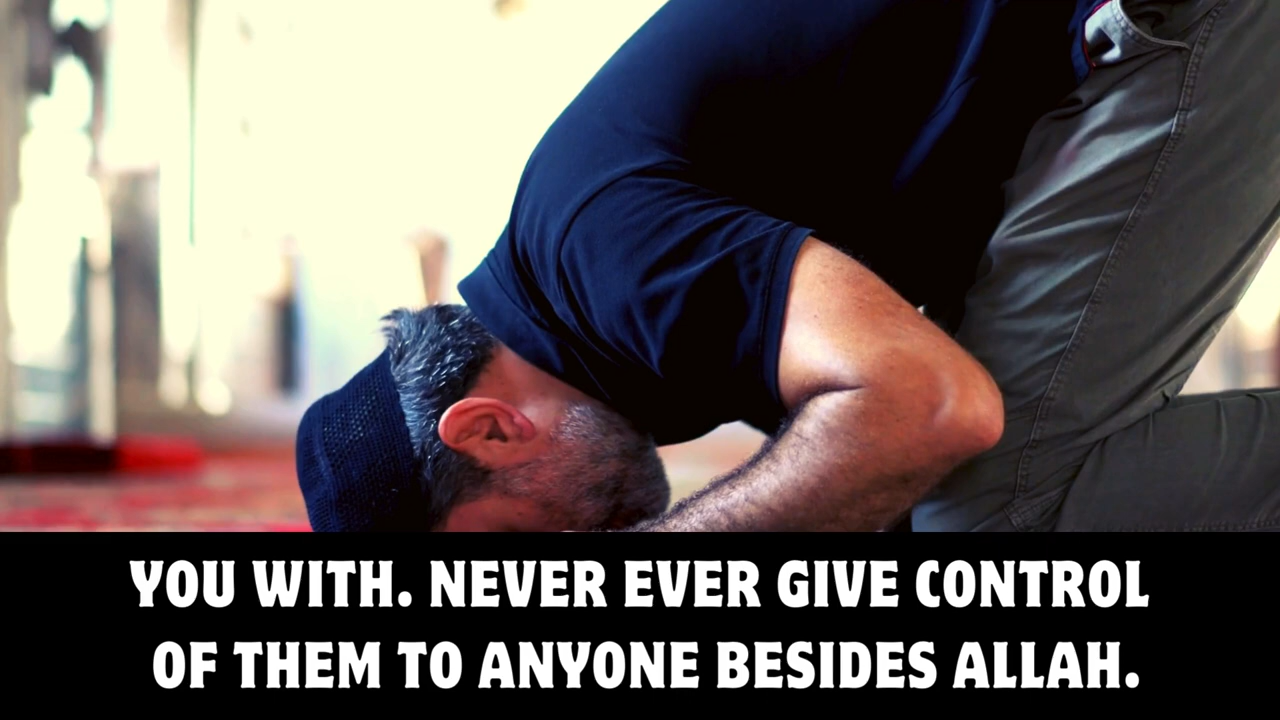 YOU WITH. NEVER EVER GIVE CONTROL
OF THEM TO ANYONE BESIDES ALLAH.